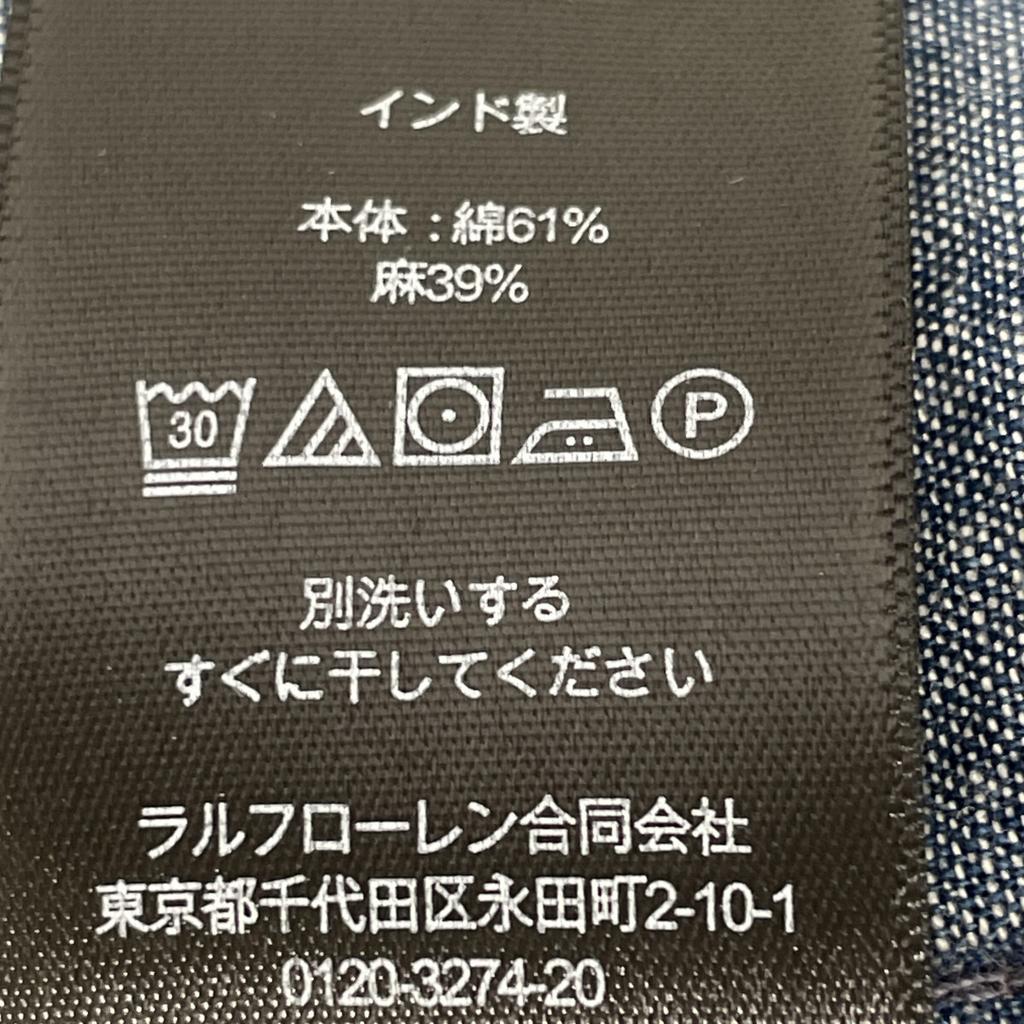 インド製
本体 : 綿61%
麻39%
30 P
別洗いする
すぐに干してください
ラルフローレン合同会社
東京都千代田区永田町2-10-1
0120-3274-20